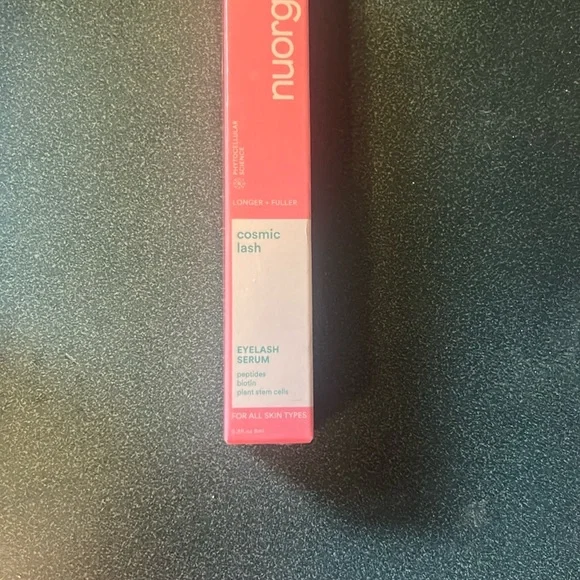 nuorg
PHYTOCELLULAR
SCIENCE
LONGER + FULLER
cosmic
lash
EYELASH
SERUM
peptides
biotin
plant stem cells
FOR ALL SKIN TYPES